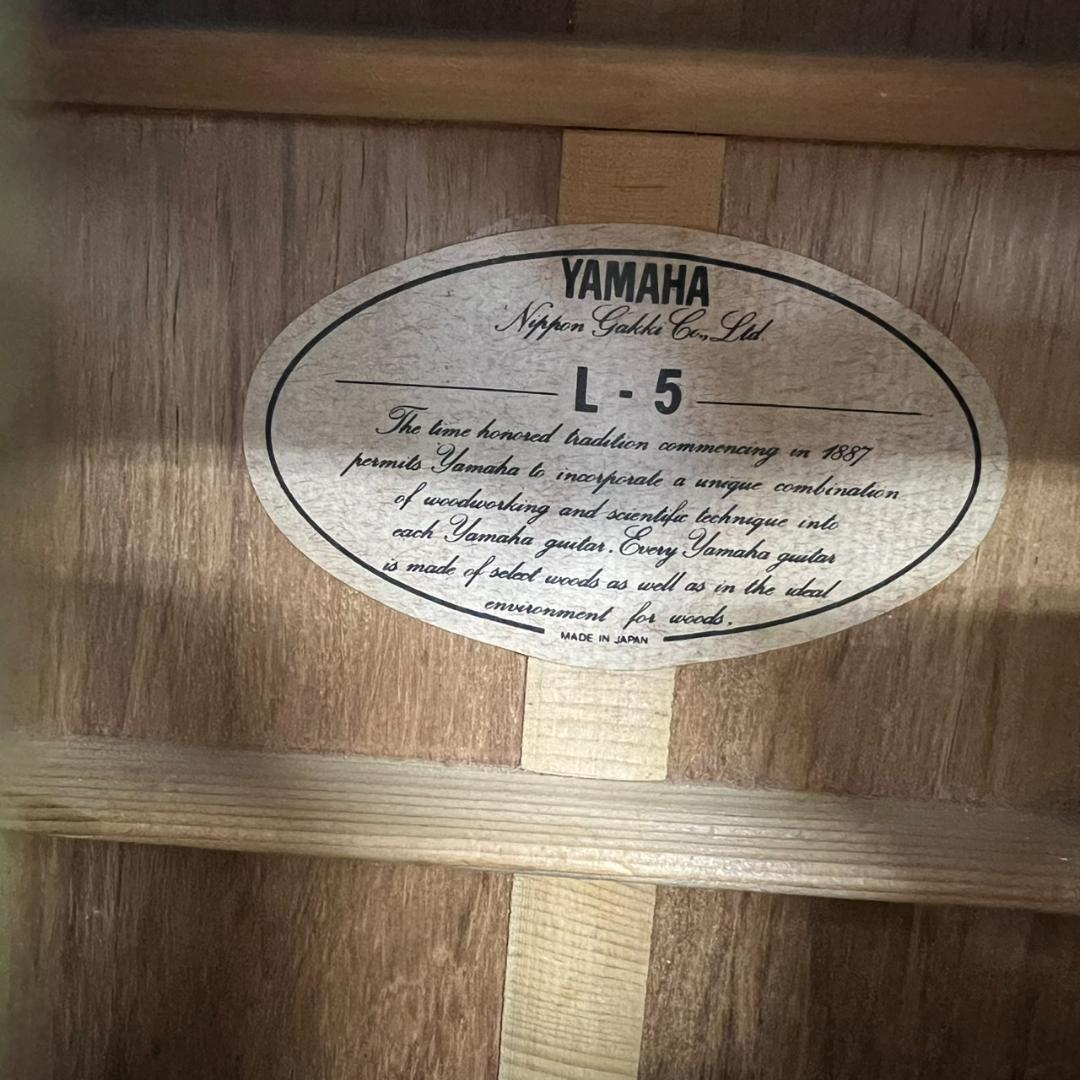 YAMAHA
Nippon Gakki Co., Ltd.
L - 5
The time honored tradition commencing in 1887
permits Yamaha to incorporate a unique combination
of woodworking and scientific technique into
each Yamaha guitar. Every Yamaha guitar
is made of select woods as well as in the ideal
environment for woods.
MADE IN JAPAN